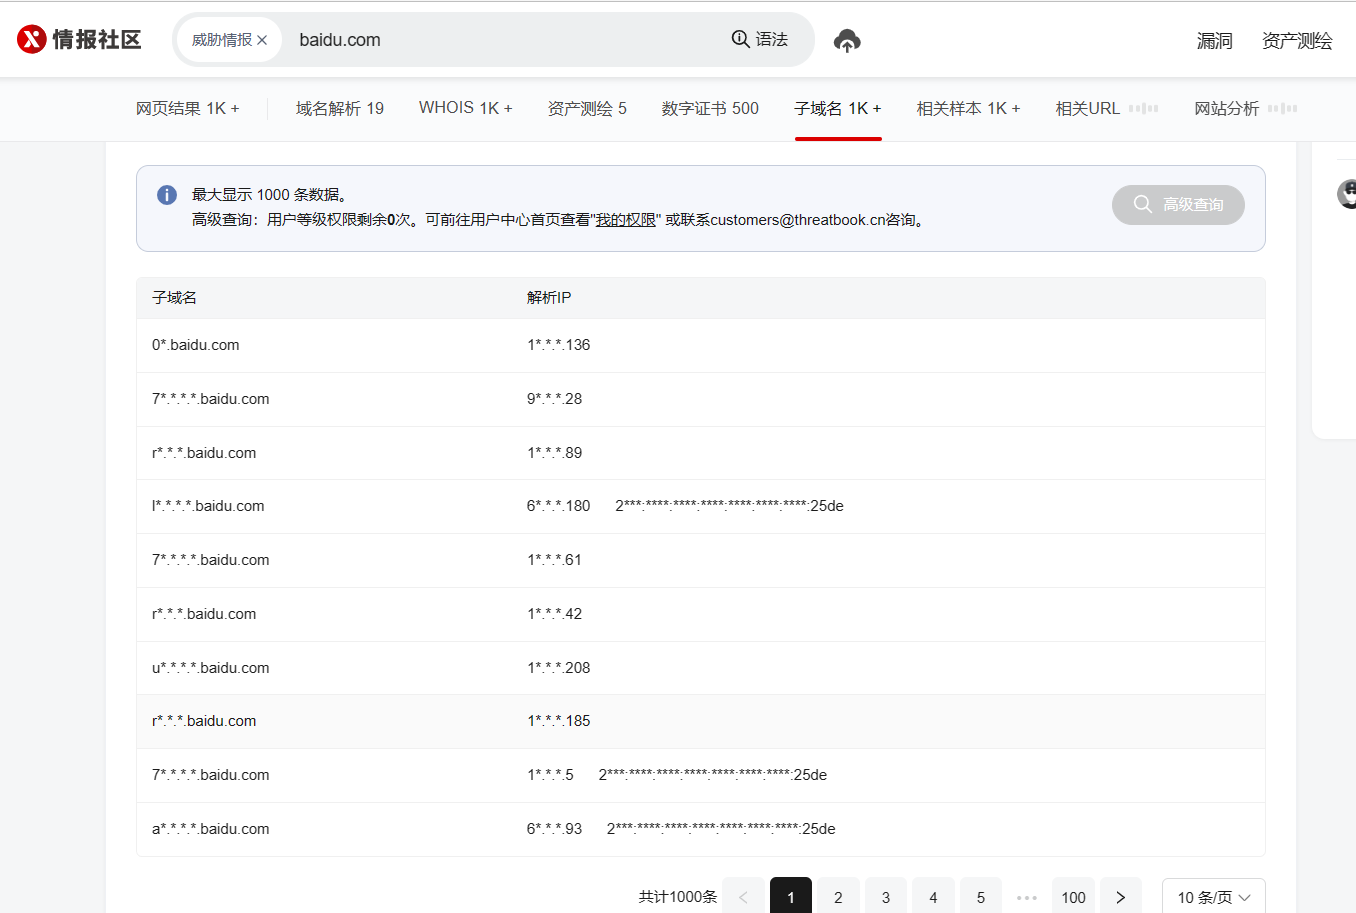 情报社区
威胁情报 ×
baidu.com
语法
漏洞
资产测绘
网页结果 1K +
域名解析 19
WHOIS 1K +
资产测绘 5
数字证书 500
子域名 1K +
相关样本 1K +
相关URL
网站分析
最大显示 1000 条数据。
高级查询：用户等级权限剩余0次。可前往用户中心首页查看"我的权限" 或联系customers@threatbook.cn咨询。
高级查询
子域名 解析IP
0*.baidu.com 1*.*.*.136
7*.*.*.*.baidu.com 9*.*.*.28
r*.*.*.baidu.com 1*.*.*.89
l*.*.*.*.baidu.com 6*.*.*.180 2***:****:****:****:****:****:****:25de
7*.*.*.*.baidu.com 1*.*.*.61
r*.*.*.baidu.com 1*.*.*.42
u*.*.*.*.baidu.com 1*.*.*.208
r*.*.*.baidu.com 1*.*.*.185
7*.*.*.*.baidu.com 1*.*.*.5 2***:****:****:****:****:****:****:25de
a*.*.*.*.baidu.com 6*.*.*.93 2***:****:****:****:****:****:****:25de
共计1000条 < 1 2 3 4 5 ••• 100 > 10 条/页